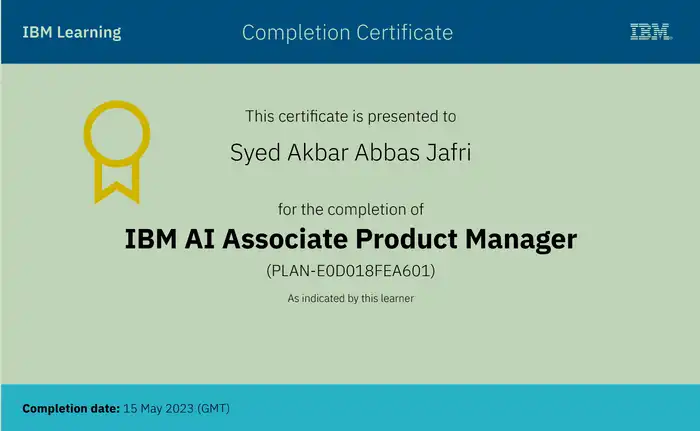 IBM Learning
Completion Certificate
IBM
This certificate is presented to
Syed Akbar Abbas Jafri
for the completion of
IBM AI Associate Product Manager
(PLAN-E0D018FEA601)
As indicated by this learner
Completion date: 15 May 2023 (GMT)